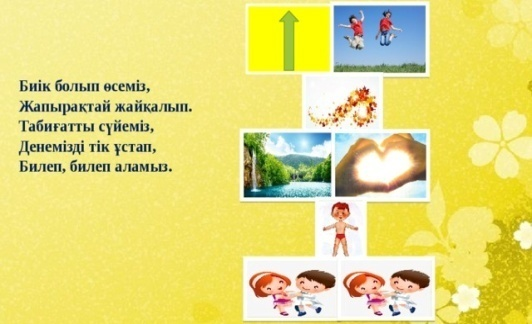 Биік болып өсеміз,
Жапырақтай жайқалып.
Табиғатты сүйеміз,
Денемізді тік ұстап,
Билеп, билеп аламыз.